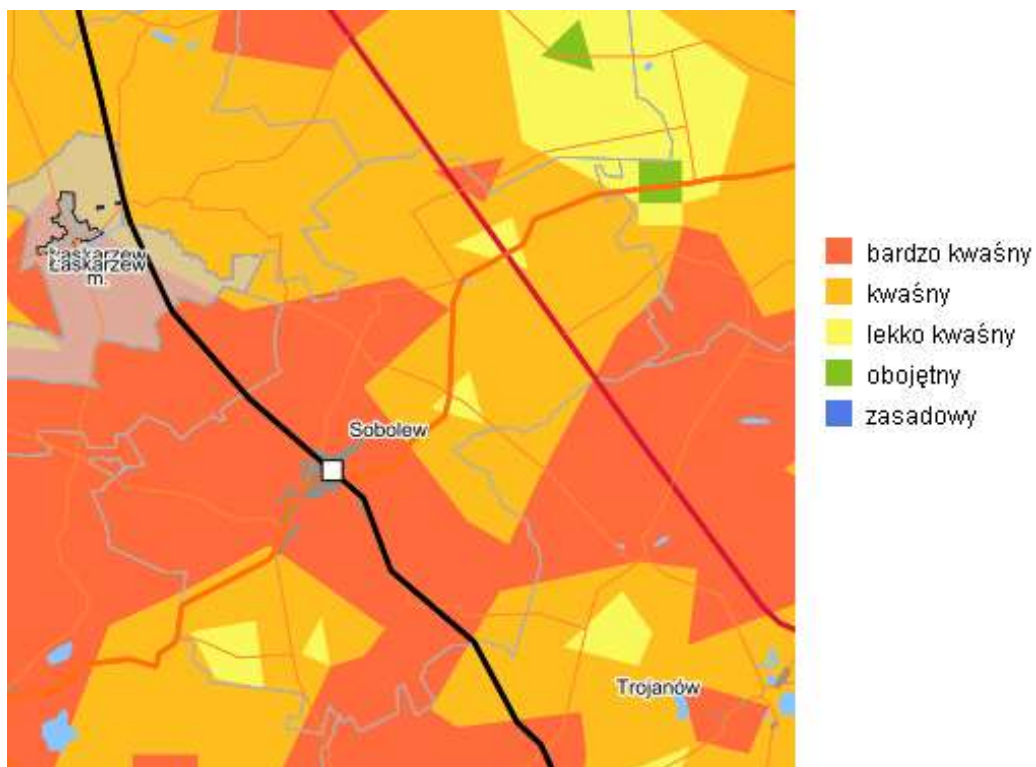 Łaskarzew
Łaskarzew
m.
Sobolew
Trojanów
bardzo kwaśny
kwaśny
lekko kwaśny
obojętny
zasadowy